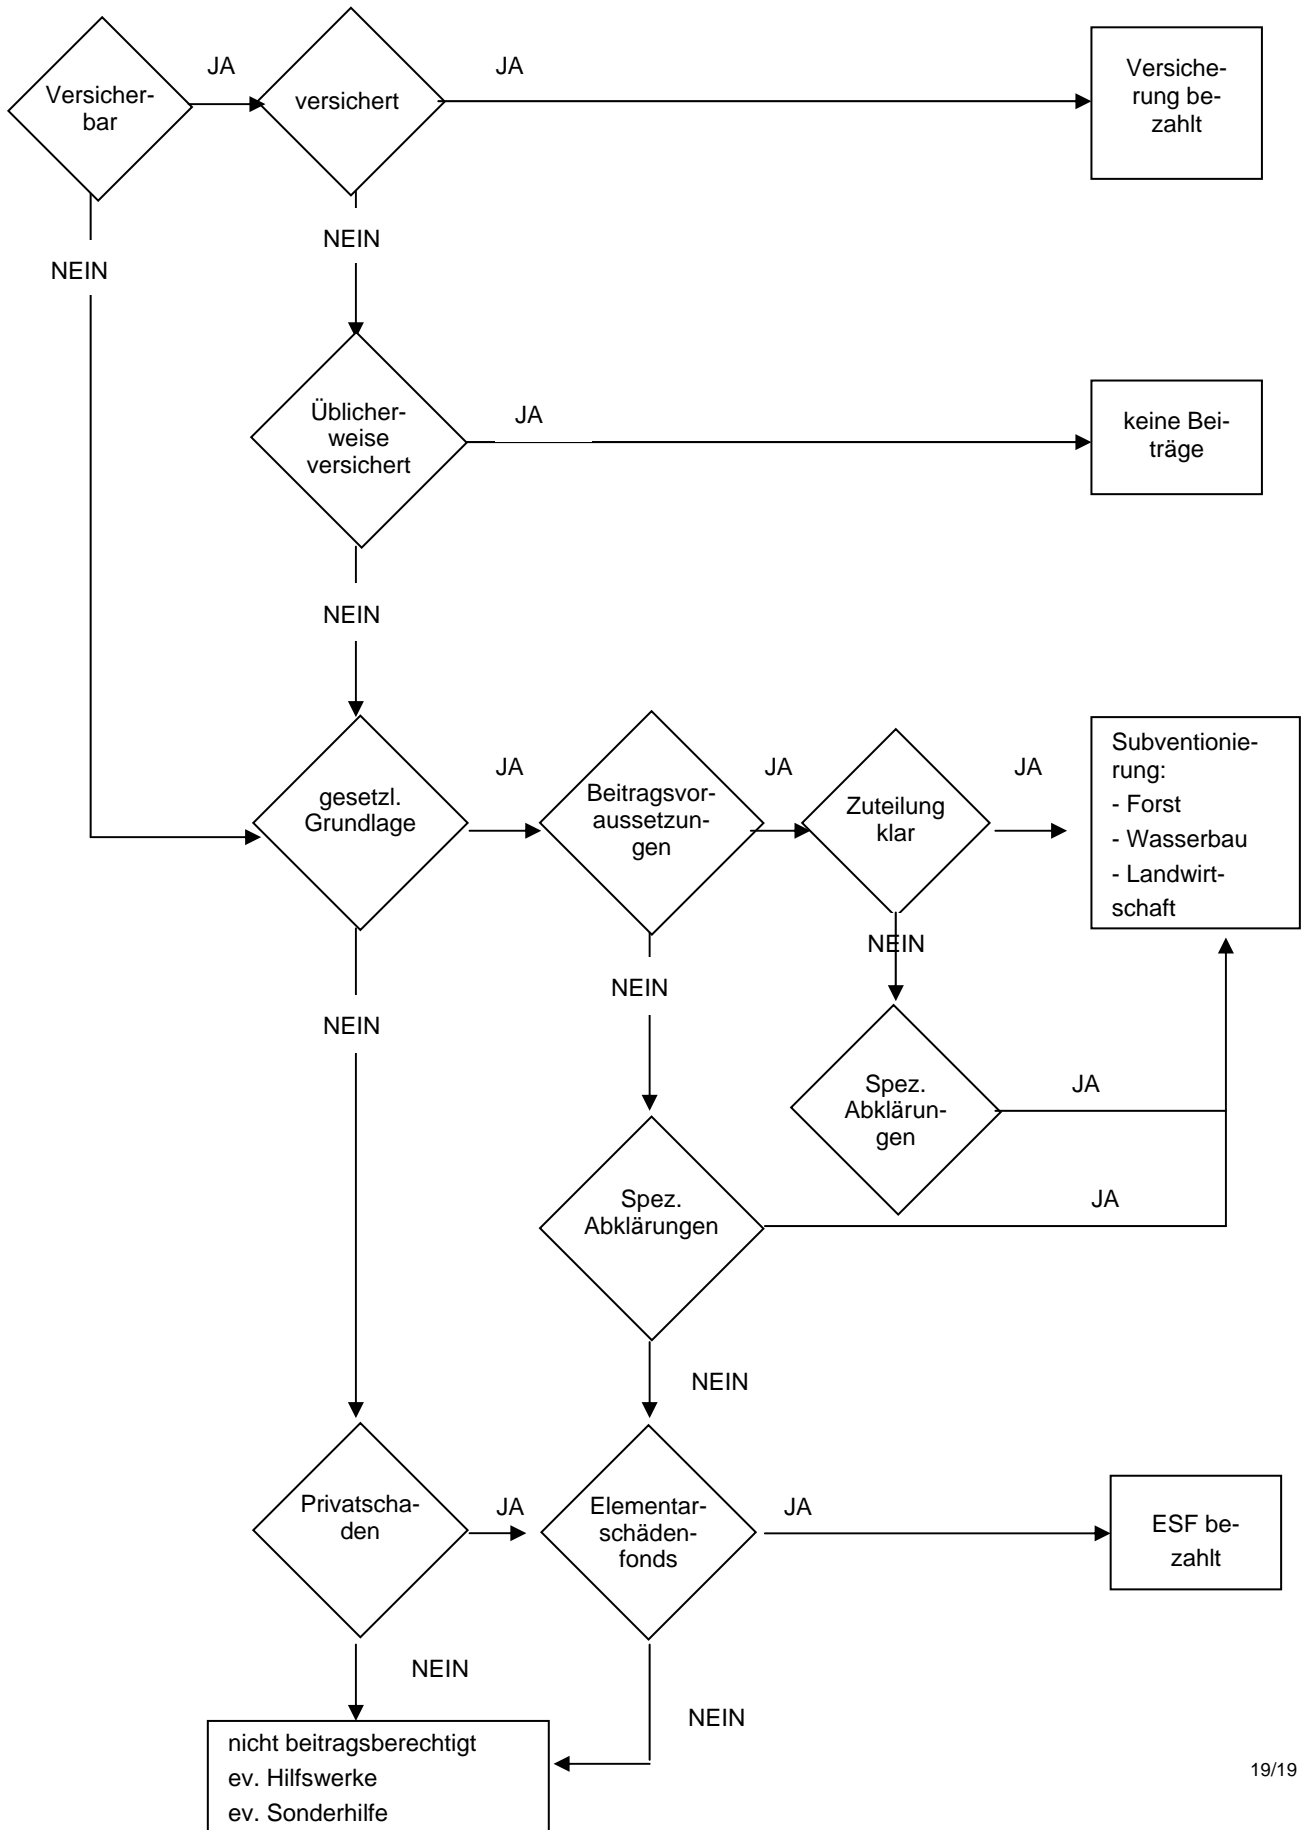 JA
JA
Versicher-
bar
versichert
Versiche-
rung be-
zahlt
NEIN
NEIN
Üblicher-
weise
versichert
JA
keine Bei-
träge
NEIN
gesetzl.
Grundlage
JA
Beitragsvor-
aussetzun-
gen
JA
Zuteilung
klar
JA
Subventionie-
rung:
- Forst
- Wasserbau
- Landwirt-
schaft
NEIN
NEIN
NEIN
Spez.
Abklärun-
gen
JA
Spez.
Abklärungen
JA
NEIN
Privatscha-
den
JA
Elementar-
schäden-
fonds
JA
ESF be-
zahlt
NEIN
NEIN
nicht beitragsberechtigt
ev. Hilfswerke
ev. Sonderhilfe
19/19